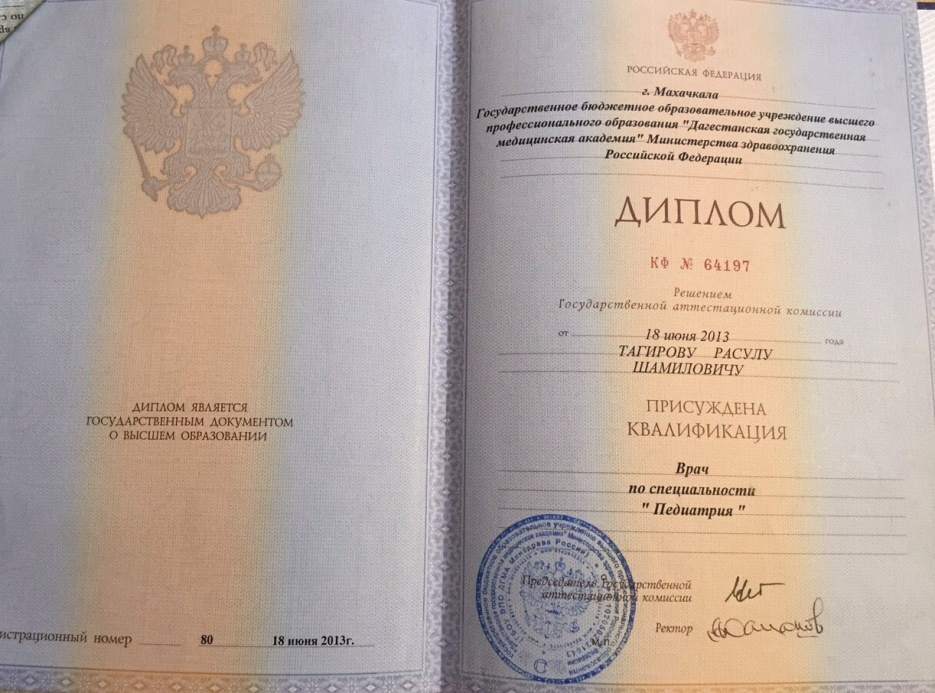 ДИПЛОМ ЯВЛЯЕТСЯ
ГОСУДАРСТВЕННЫМ ДОКУМЕНТОМ
О ВЫСШЕМ ОБРАЗОВАНИИ
номер 80 18 июня 2013г.
РОССИЙСКАЯ ФЕДЕРАЦИЯ
г. Махачкала
Государственное бюджетное образовательное учреждение высшего
профессионального образования "Дагестанская государственная
медицинская академия" Министерства здравоохранения
Российской Федерации
ДИПЛОМ
КФ № 64197
Решением
Государственной аттестационной комиссии
от 18 июня 2013 года
ТАГИРОВУ РАСУЛУ
ШАМИЛОВИЧУ
ПРИСУЖДЕНА
КВАЛИФИКАЦИЯ
Врач
по специальности
" Педиатрия "
Председатель Государственной
аттестационной комиссии
Ректор
М.П.